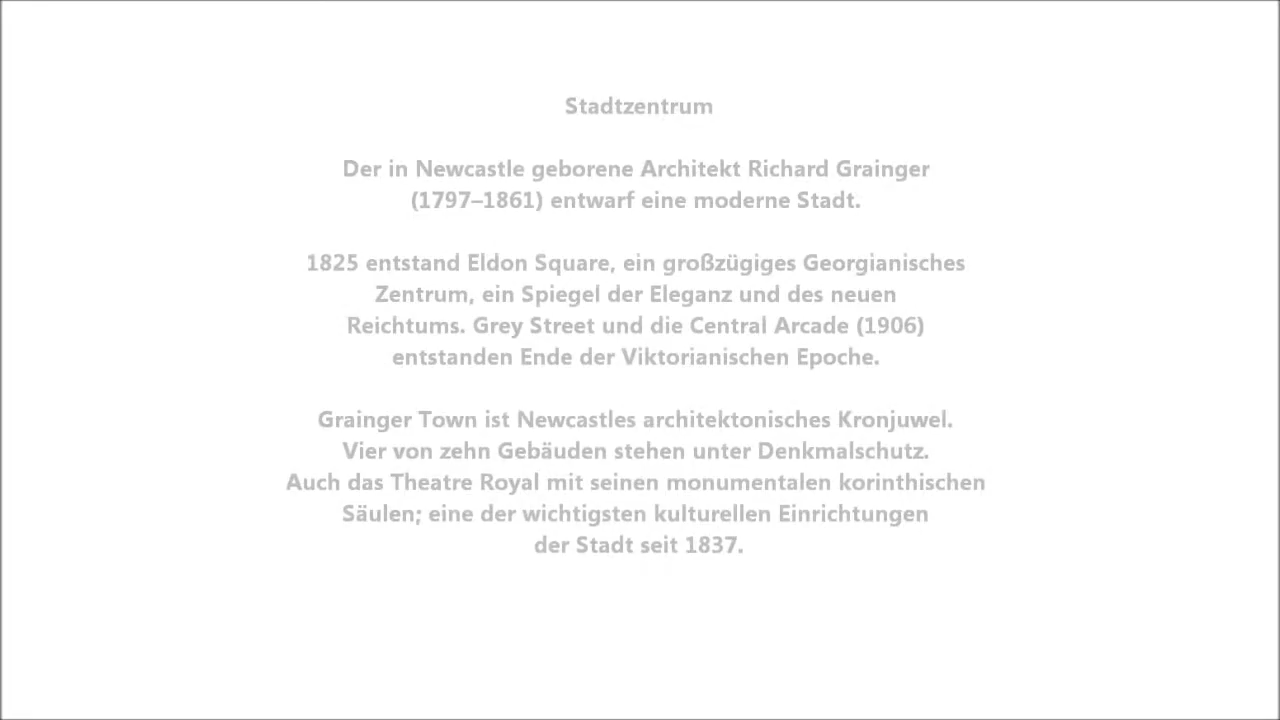 Stadtzentrum
Der in Newcastle geborene Architekt Richard Grainger
(1797–1861) entwarf eine moderne Stadt.
1825 entstand Eldon Square, ein großzügiges Georgianisches
Zentrum, ein Spiegel der Eleganz und des neuen
Reichtums. Grey Street und die Central Arcade (1906)
entstanden Ende der Viktorianischen Epoche.
Grainger Town ist Newcastles architektonisches Kronjuwel.
Vier von zehn Gebäuden stehen unter Denkmalschutz.
Auch das Theatre Royal mit seinen monumentalen korinthischen
Säulen; eine der wichtigsten kulturellen Einrichtungen
der Stadt seit 1837.